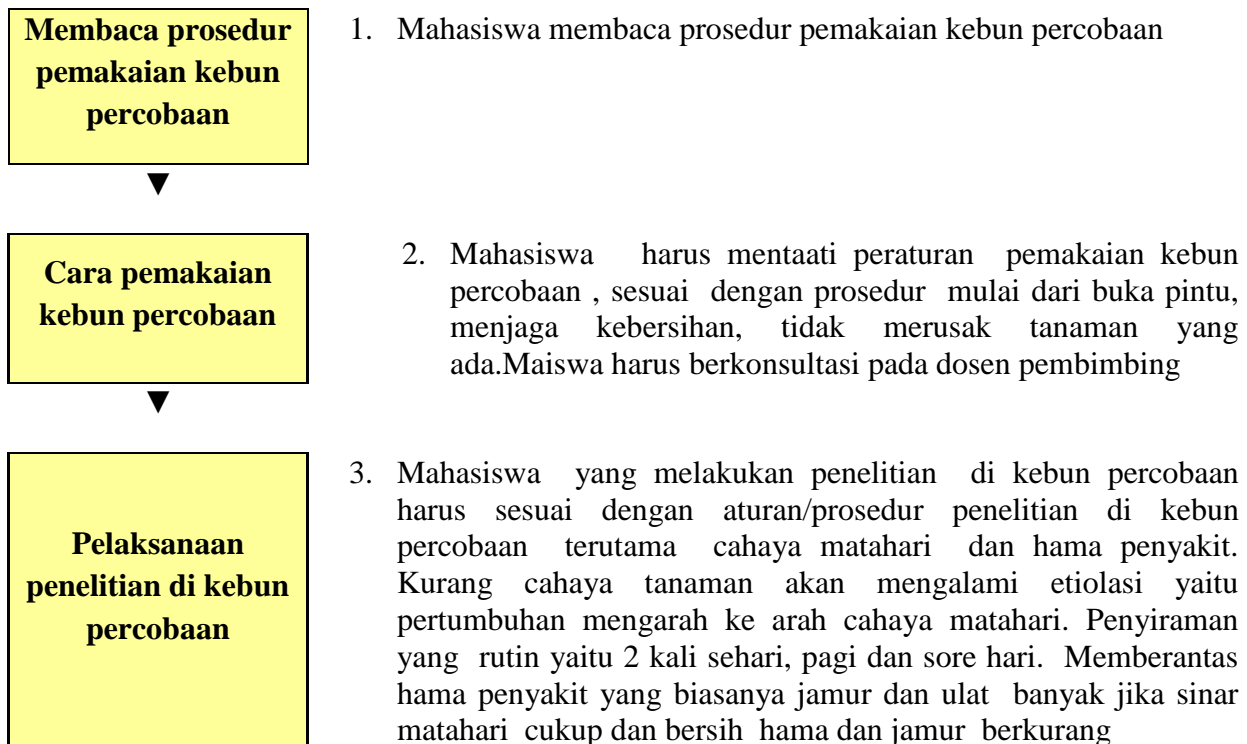 Membaca prosedur
pemakaian kebun
percobaan
1. Mahasiswa membaca prosedur pemakaian kebun percobaan
▼
Cara pemakaian
kebun percobaan
2. Mahasiswa harus mentaati peraturan pemakaian kebun
percobaan , sesuai dengan prosedur mulai dari buka pintu,
menjaga kebersihan, tidak merusak tanaman yang
ada.Maiswa harus berkonsultasi pada dosen pembimbing
▼
Pelaksanaan
penelitian di kebun
percobaan
3. Mahasiswa yang melakukan penelitian di kebun percobaan
harus sesuai dengan aturan/prosedur penelitian di kebun
percobaan terutama cahaya matahari dan hama penyakit.
Kurang cahaya tanaman akan mengalami etiolasi yaitu
pertumbuhan mengarah ke arah cahaya matahari. Penyiraman
yang rutin yaitu 2 kali sehari, pagi dan sore hari. Memberantas
hama penyakit yang biasanya jamur dan ulat banyak jika sinar
matahari cukup dan bersih hama dan jamur berkurang